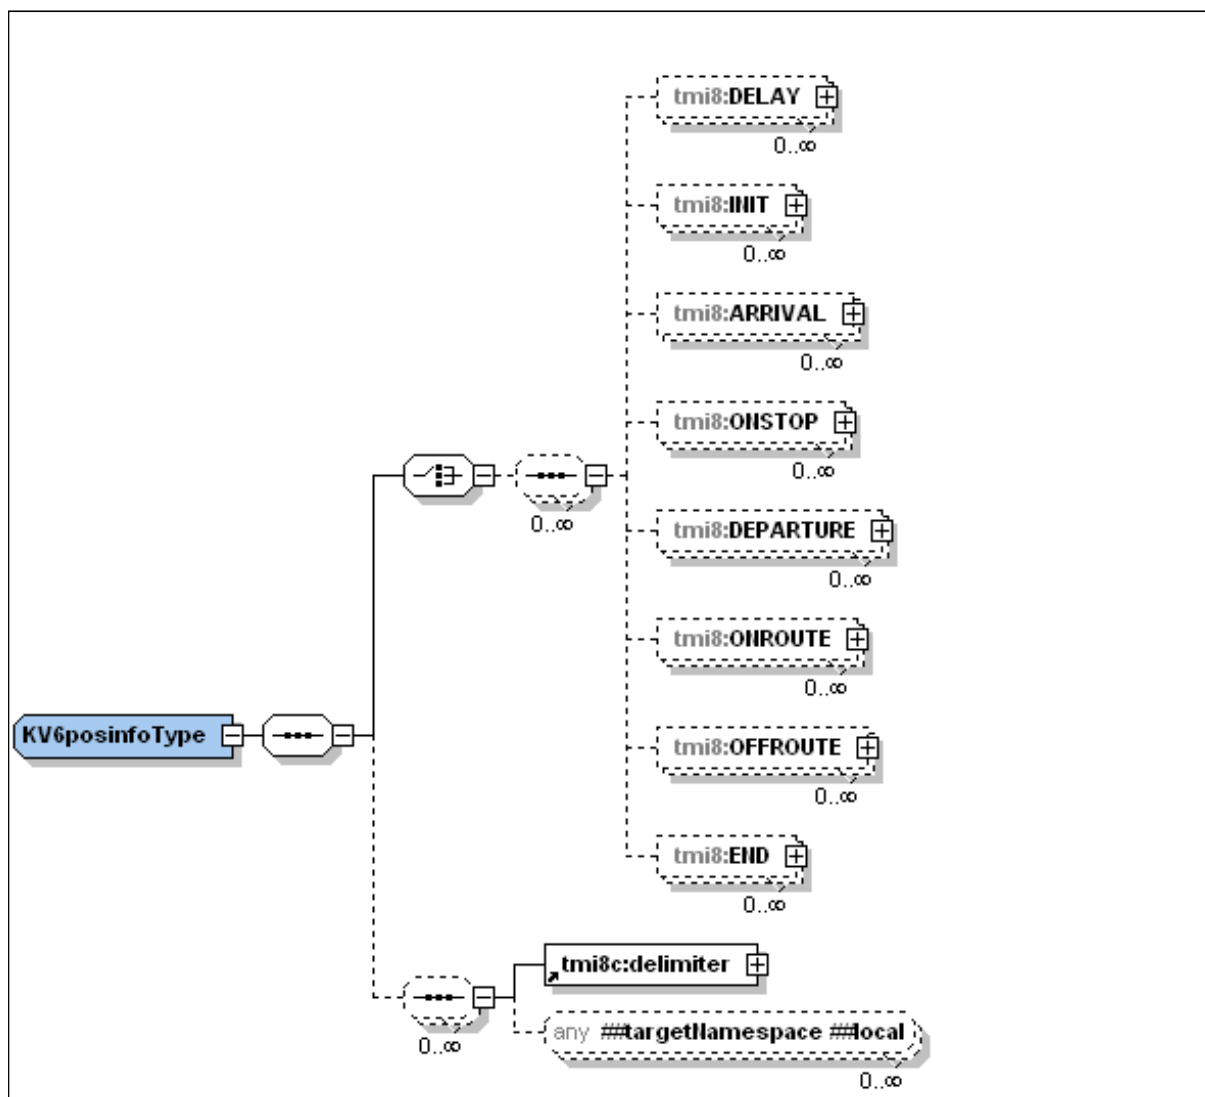 tmi8:DELAY
0..∞
tmi8:INIT
0..∞
tmi8:ARRIVAL
0..∞
tmi8:ONSTOP
0..∞
0..∞
tmi8:DEPARTURE
0..∞
tmi8:ONROUTE
0..∞
KV6posinfoType
tmi8:OFFROUTE
0..∞
tmi8:END
0..∞
tmi8c:delimiter
any ##targetNamespace ##local
0..∞
0..∞